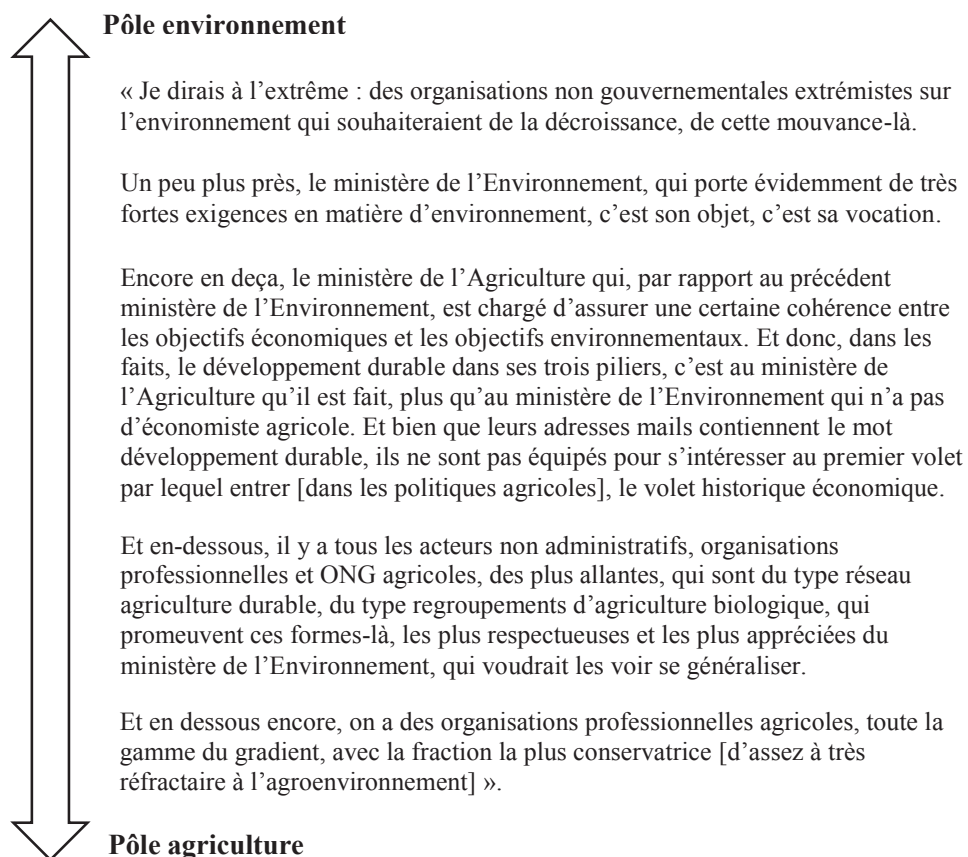 Pôle environnement
« Je dirais à l’extrême : des organisations non gouvernementales extrémistes sur
l’environnement qui souhaiteraient de la décroissance, de cette mouvance-là.
Un peu plus près, le ministère de l’Environnement, qui porte évidemment de très
fortes exigences en matière d’environnement, c’est son objet, c’est sa vocation.
Encore en deça, le ministère de l’Agriculture qui, par rapport au précédent
ministère de l’Environnement, est chargé d’assurer une certaine cohérence entre
les objectifs économiques et les objectifs environnementaux. Et donc, dans les
faits, le développement durable dans ses trois piliers, c’est au ministère de
l’Agriculture qu’il est fait, plus qu’au ministère de l’Environnement qui n’a pas
d’économiste agricole. Et bien que leurs adresses mails contiennent le mot
développement durable, ils ne sont pas équipés pour s’intéresser au premier volet
par lequel entrer [dans les politiques agricoles], le volet historique économique.
Et en-dessous, il y a tous les acteurs non administratifs, organisations
professionnelles et ONG agricoles, des plus allantes, qui sont du type réseau
agriculture durable, du type regroupements d’agriculture biologique, qui
promeuvent ces formes-là, les plus respectueuses et les plus appréciées du
ministère de l’Environnement, qui voudrait les voir se généraliser.
Et en dessous encore, on a des organisations professionnelles agricoles, toute la
gamme du gradient, avec la fraction la plus conservatrice [d’assez à très
réfractaire à l’agroenvironnement] ».
Pôle agriculture